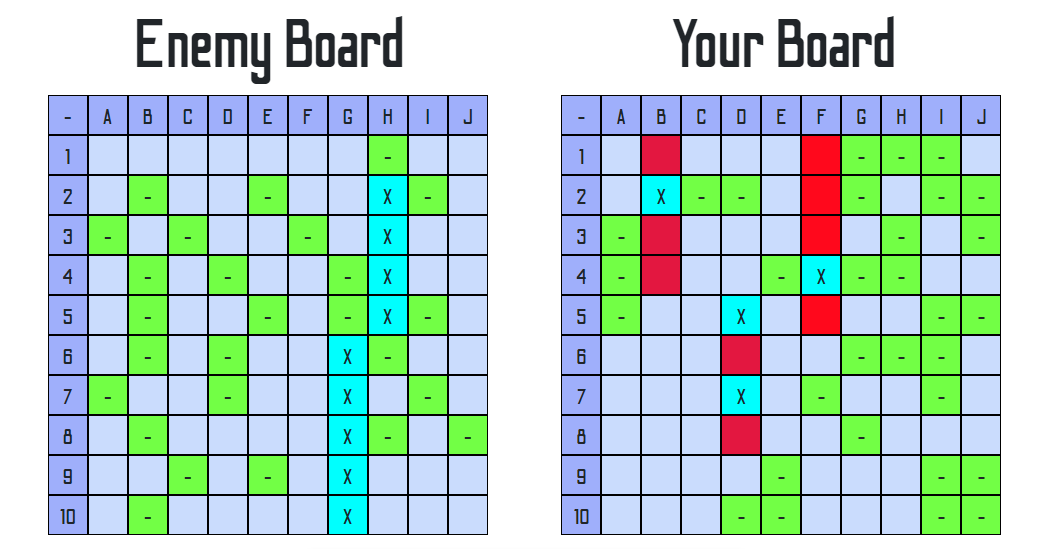 Enemy Board Your Board
- A B C D E F G H I J - A B C D E F G H I J
1 - 1 - - -
2 - - X - 2 X - - - - -
3 - - - X 3 - - -
4 - - - X 4 - - X - -
5 - - - X - 5 - X - -
6 - - X - 6 - - -
7 - - X - 7 X - -
8 - X - - 8 -
9 - - X 9 - - -
10 - X 10 - - - -